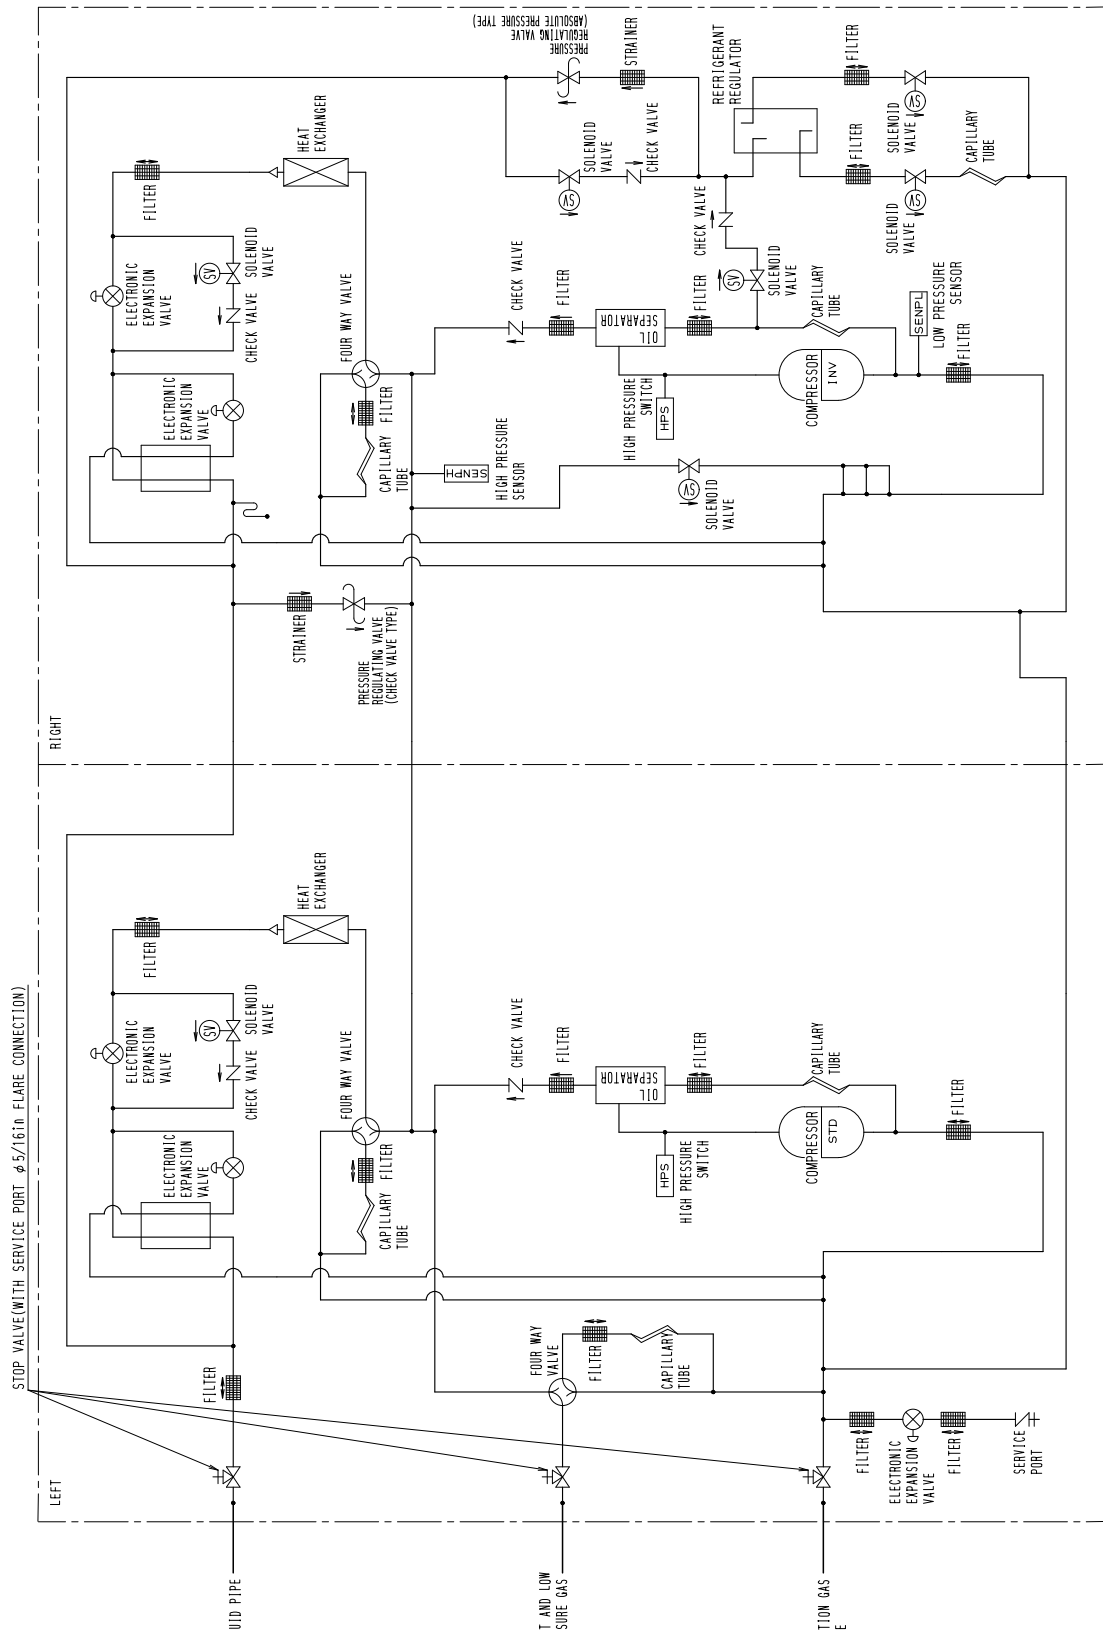 STOP VALVE(WITH SERVICE PORT φ5/16in FLARE CONNECTION)
LEFT
UID PIPE
T AND LOW
SURE GAS
TION GAS
E
FILTER
ELECTRONIC
EXPANSION
VALVE
ELECTRONIC
EXPANSION
VALVE
SV
SOLENOID
VALVE
CHECK VALVE
FILTER
HEAT
EXCHANGER
FOUR WAY VALVE
FILTER
CAPILLARY
TUBE
FOUR WAY
VALVE
FILTER
CAPILLARY
TUBE
CHECK VALVE
FILTER
OIL
SEPARATOR
FILTER
CAPILLARY
TUBE
HPS
HIGH PRESSURE
SWITCH
COMPRESSOR
STD
FILTER
FILTER
ELECTRONIC
EXPANSION
VALVE
FILTER
SERVICE
PORT
RIGHT
ELECTRONIC
EXPANSION
VALVE
ELECTRONIC
EXPANSION
VALVE
SV
SOLENOID
VALVE
CHECK VALVE
FILTER
HEAT
EXCHANGER
FOUR WAY VALVE
FILTER
CAPILLARY
TUBE
STRAINER
PRESSURE
REGULATING VALVE
(CHECK VALVE TYPE)
SENPH
HIGH PRESSURE
SENSOR
CHECK VALVE
FILTER
OIL
SEPARATOR
FILTER
SV
SOLENOID
VALVE
CHECK VALVE
CAPILLARY
TUBE
HPS
HIGH PRESSURE
SWITCH
COMPRESSOR
INV
SENPL
LOW PRESSURE
SENSOR
FILTER
SV
SOLENOID
VALVE
PRESSURE
REGULATING VALVE
(ABSOLUTE PRESSURE TYPE)
STRAINER
SV
SOLENOID
VALVE
CHECK VALVE
REFRIGERANT
REGULATOR
FILTER
SV
SOLENOID
VALVE
FILTER
SV
SOLENOID
VALVE
CAPILLARY
TUBE